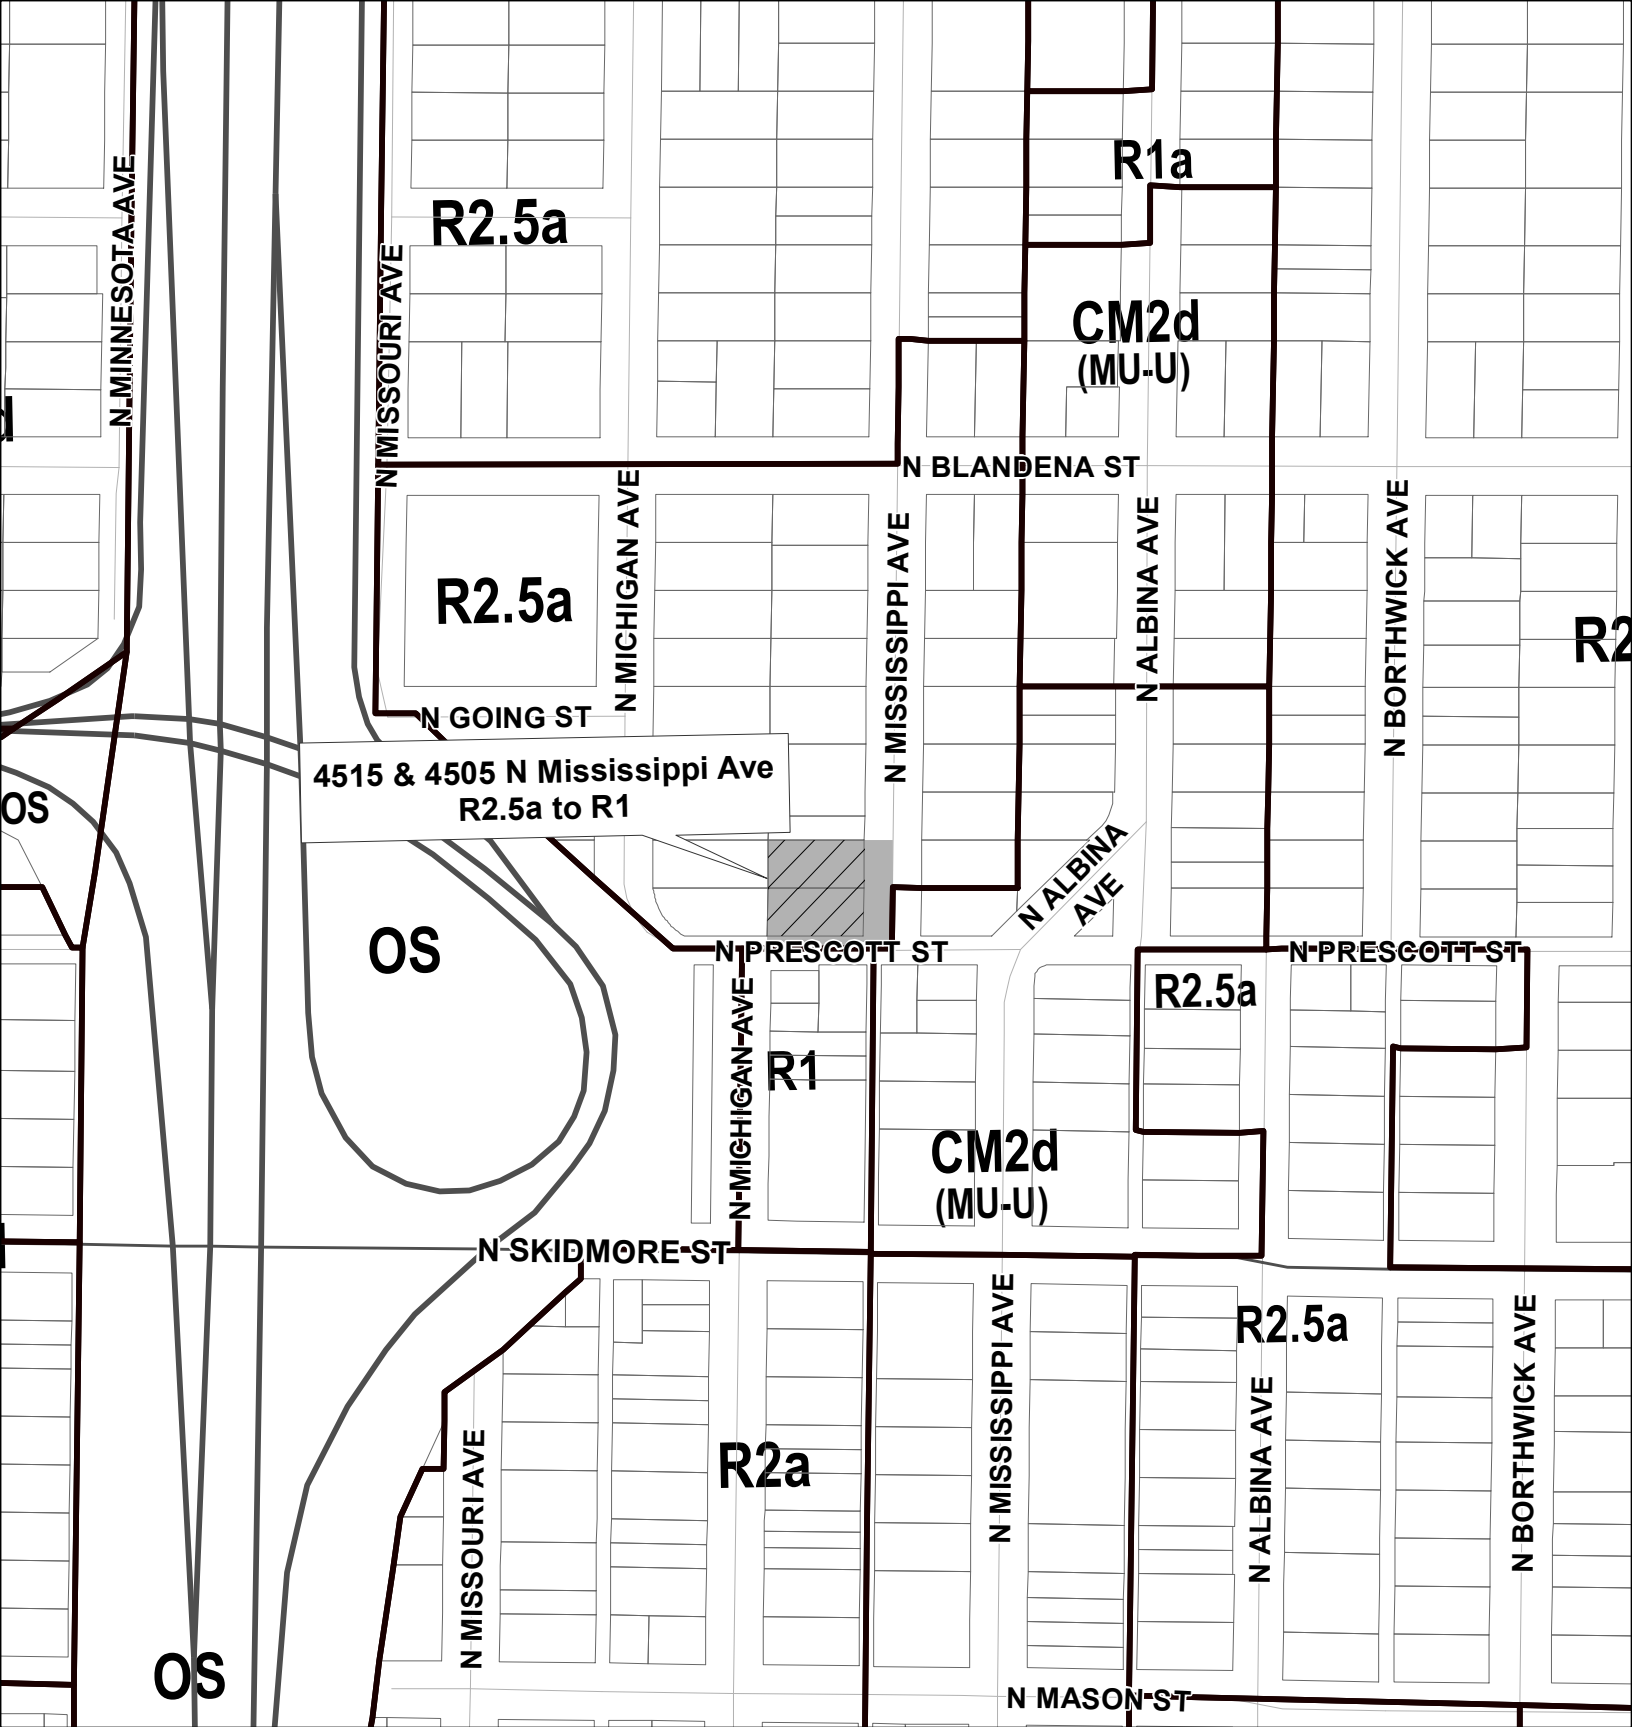 R1a
N MINNESOTA AVE
R2.5a
N MISSOURI AVE
CM2d
(MU-U)
d
N BLANDENA ST
N MICHIGAN AVE
N MISSISSIPPI AVE
N ALBINA AVE
N BORTHWICK AVE
R2.5a
R2
N GOING ST
4515 & 4505 N Mississippi Ave
R2.5a to R1
OS
N ALBINA
AVE
OS
N PRESCOTT ST
N PRESCOTT ST
R2.5a
N MICHIGAN AVE
R1
CM2d
(MU-U)
N SKIDMORE ST
N MISSISSIPPI AVE
R2.5a
N BORTHWICK AVE
N ALBINA AVE
N MISSOURI AVE
R2a
OS
N MASON ST